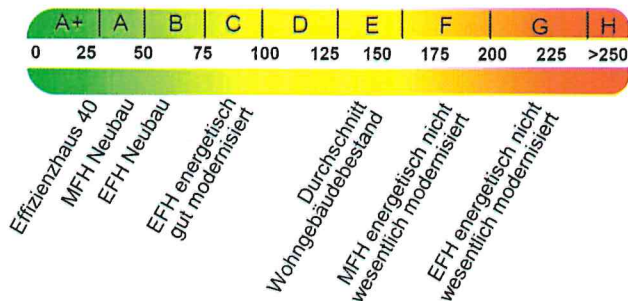 A+ A B C D E F G H
0 25 50 75 100 125 150 175 200 225 >250
Effizienzhaus 40
MFH Neubau
EFH Neubau
EFH energetisch
gut modernisiert
Durchschnitt
Wohngebäudebestand
MFH energetisch nicht
wesentlich modernisiert
EFH energetisch nicht
wesentlich modernisiert